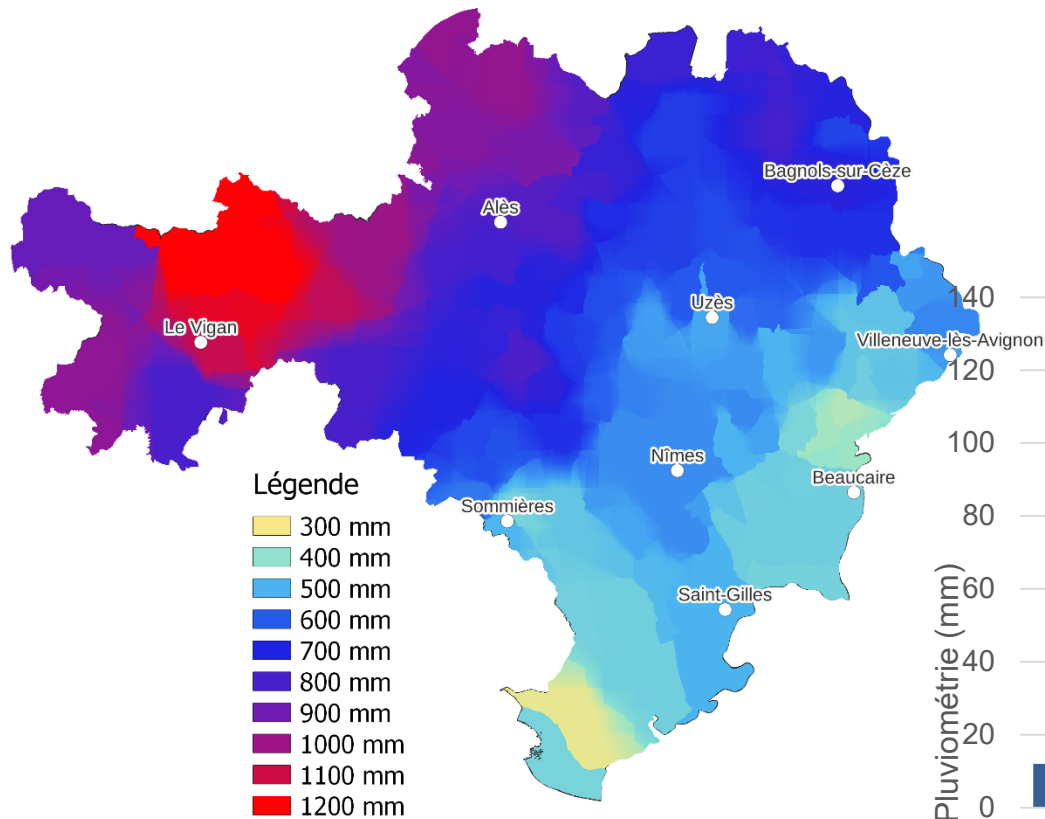 Bagnols-sur-Cèze
Alès
Uzès
Le Vigan
Villeneuve-lès-Avignon
Nîmes
Beaucaire
Sommières
Saint-Gilles
Légende
300 mm
400 mm
500 mm
600 mm
700 mm
800 mm
900 mm
1000 mm
1100 mm
1200 mm
Pluviométrie (mm)
140
120
100
80
60
40
20
0